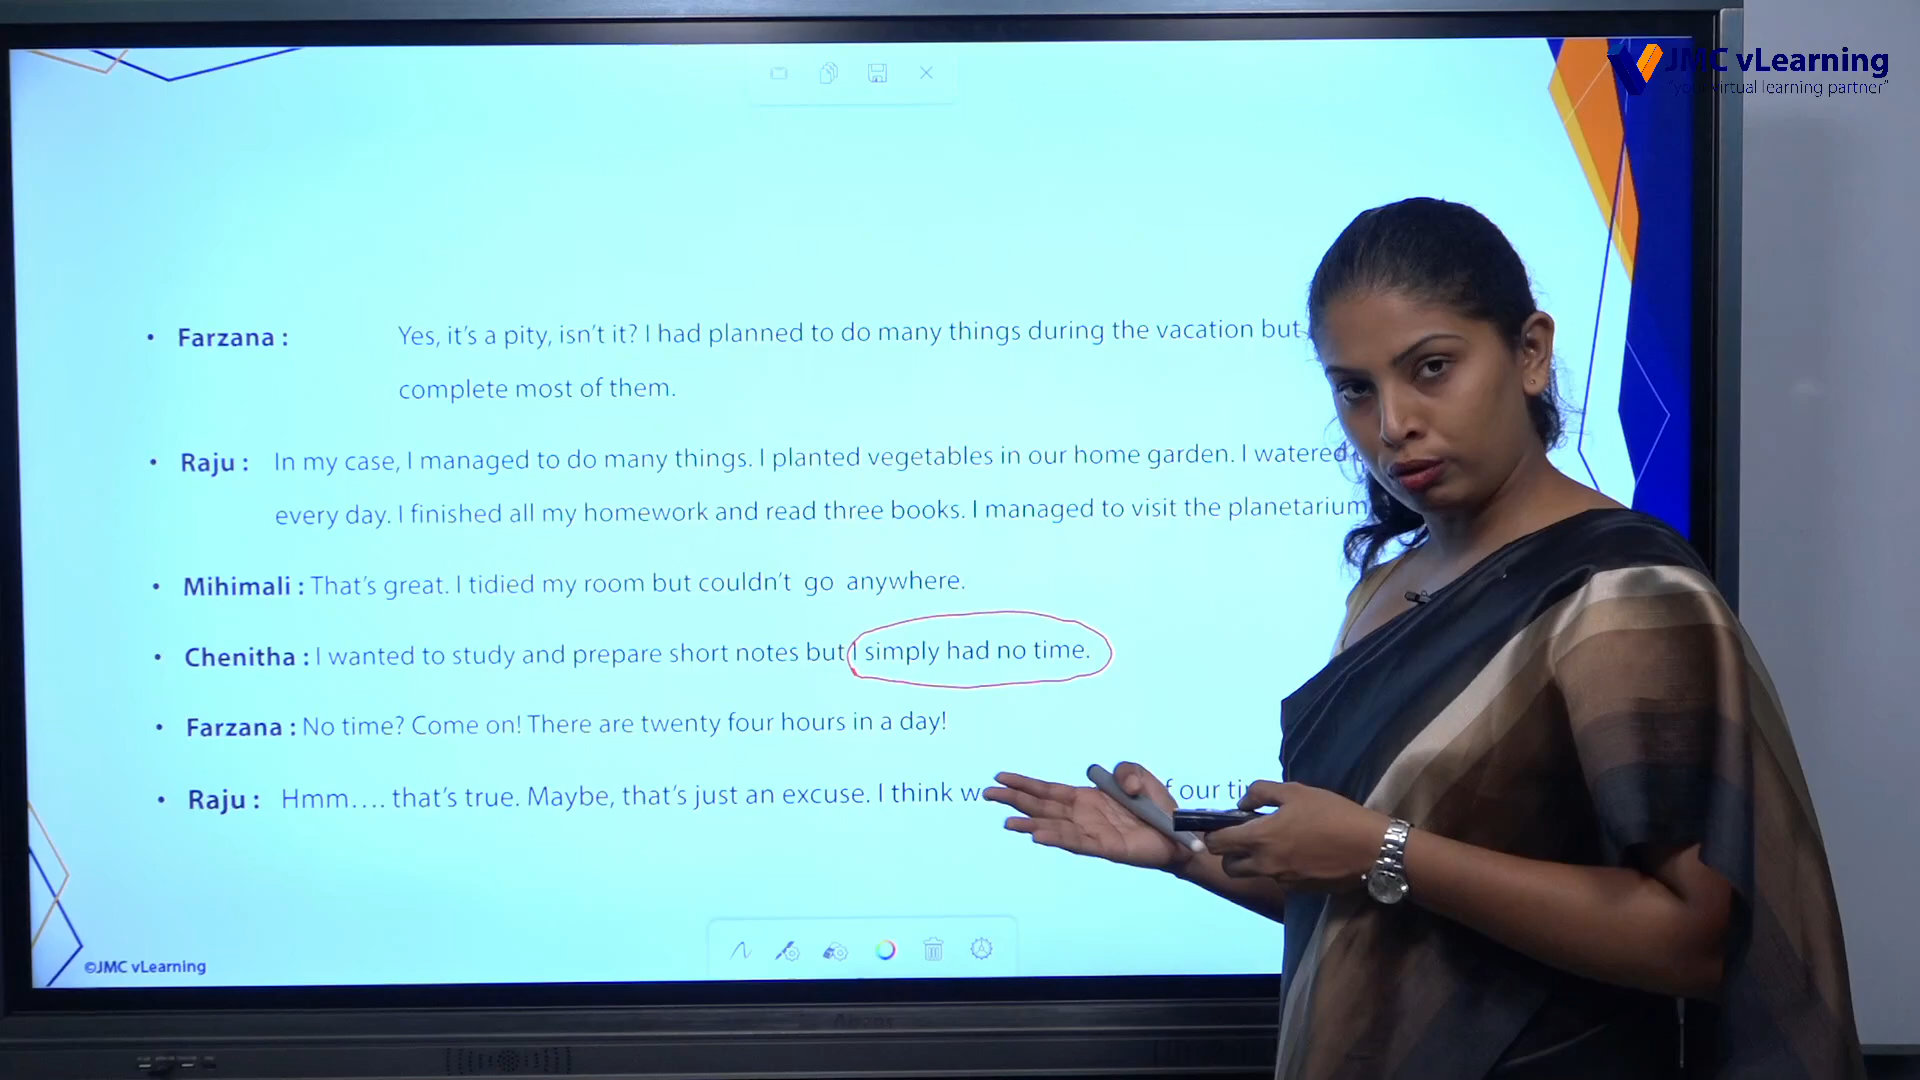 JMC vLearning
"your virtual learning partner"
• Farzana : Yes, it's a pity, isn't it? I had planned to do many things during the vacation but
complete most of them.
• Raju : In my case, I managed to do many things. I planted vegetables in our home garden. I watered
every day. I finished all my homework and read three books. I managed to visit the planetarium
• Mihimali : That's great. I tidied my room but couldn't go anywhere.
• Chenitha : I wanted to study and prepare short notes but I simply had no time.
• Farzana : No time? Come on! There are twenty four hours in a day!
• Raju : Hmm…. that's true. Maybe, that's just an excuse. I think our
©JMC vLearning